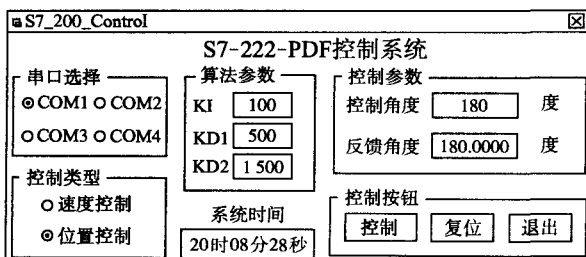 S7_200_Control
S7-222-PDF控制系统
串口选择
COM1 COM2
COM3 COM4
控制类型
速度控制
位置控制
算法参数
KI 100
KD1 500
KD2 1 500
系统时间
20时08分28秒
控制参数
控制角度 180 度
反馈角度 180.0000 度
控制按钮
控制 复位 退出